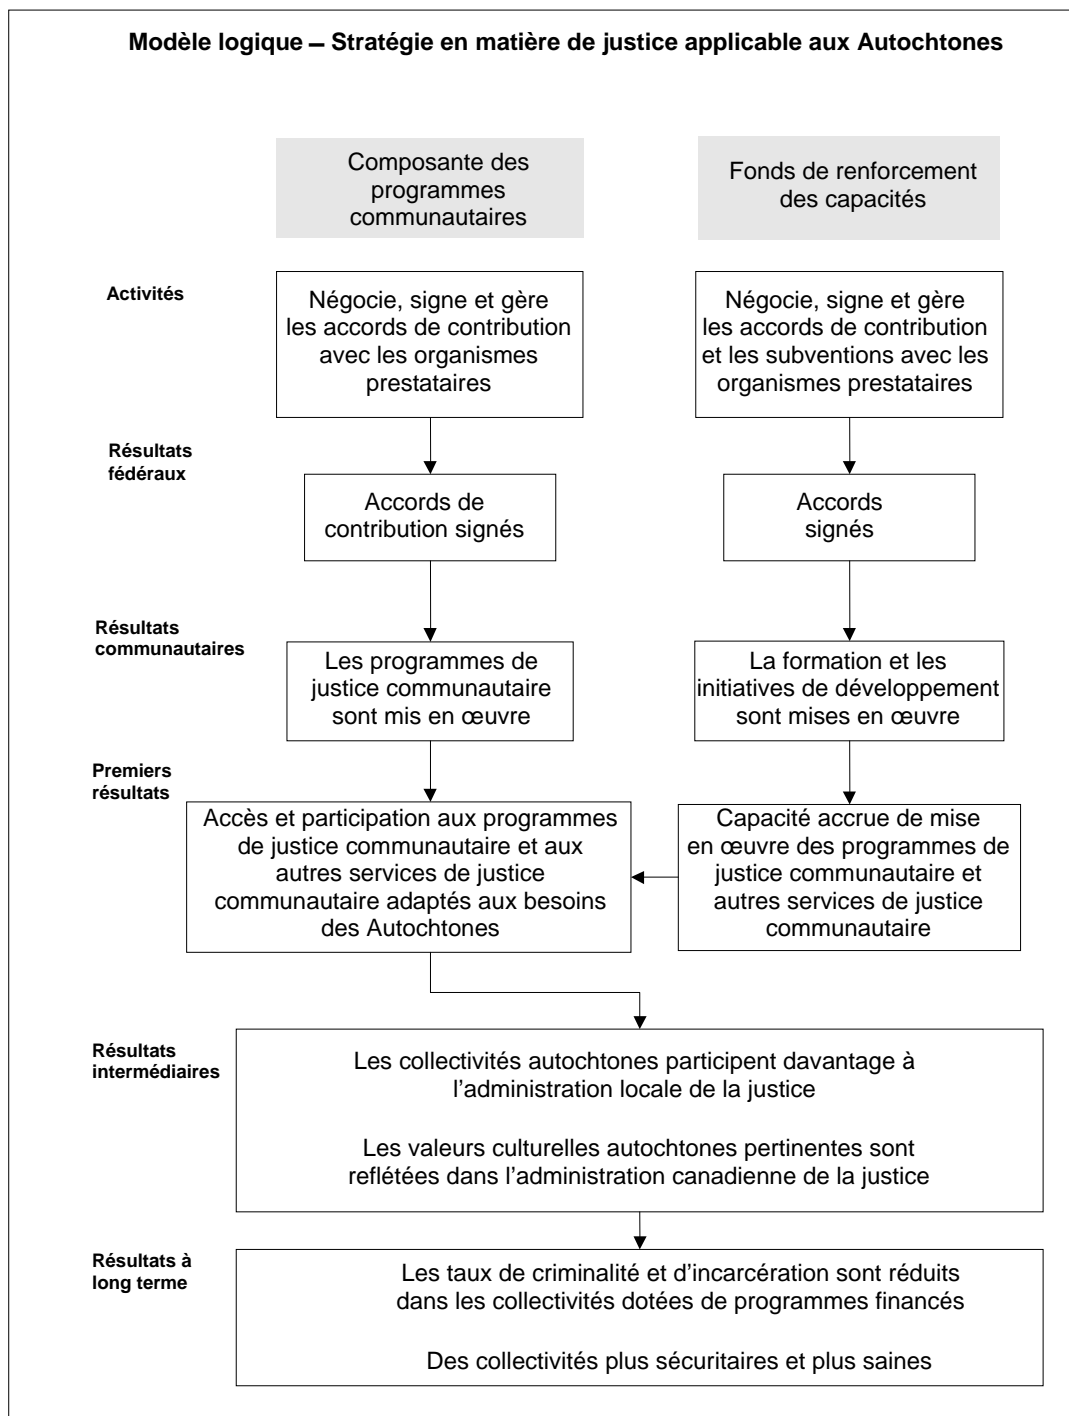 Modèle logique – Stratégie en matière de justice applicable aux Autochtones
Composante des
programmes
communautaires
Fonds de renforcement
des capacités
Activités
Négocie, signe et gère
les accords de contribution
avec les organismes
prestataires
Négocie, signe et gère
les accords de contribution
et les subventions avec les
organismes prestataires
Résultats
fédéraux
Accords de
contribution signés
Accords
signés
Résultats
communautaires
Les programmes de
justice communautaire
sont mis en œuvre
La formation et les
initiatives de développement
sont mises en œuvre
Premiers
résultats
Accès et participation aux programmes
de justice communautaire et aux
autres services de justice
communautaire adaptés aux besoins
des Autochtones
Capacité accrue de mise
en œuvre des programmes de
justice communautaire et
autres services de justice
communautaire
Résultats
intermédiaires
Les collectivités autochtones participent davantage à
l’administration locale de la justice
Les valeurs culturelles autochtones pertinentes sont
reflétées dans l’administration canadienne de la justice
Résultats à
long terme
Les taux de criminalité et d’incarcération sont réduits
dans les collectivités dotées de programmes financés
Des collectivités plus sécuritaires et plus saines